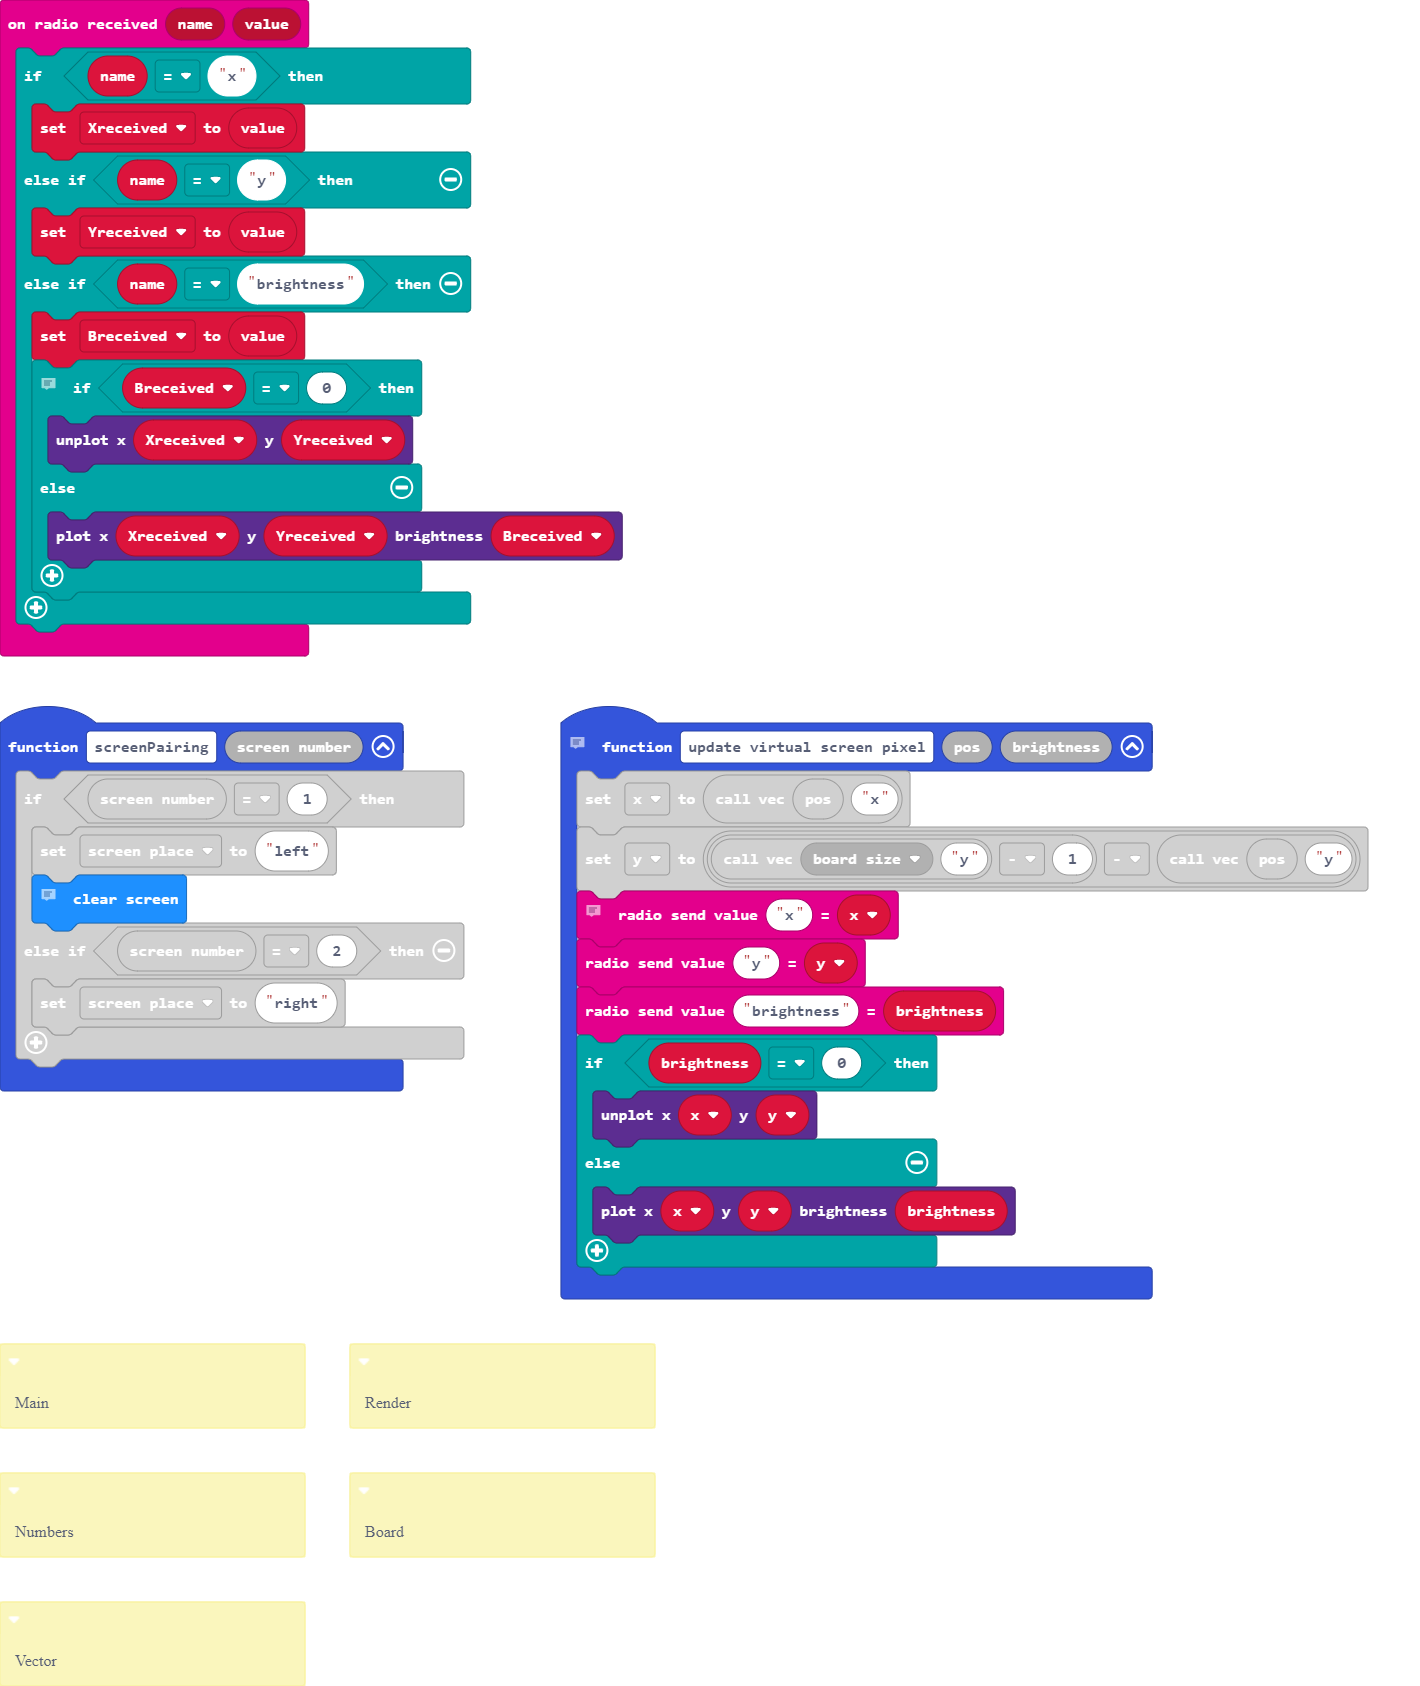 on radio received name value
if name = "x" then
set Xreceived to value
else if name = "y" then
set Yreceived to value
else if name = "brightness" then
set Breceived to value
if Breceived = 0 then
unplot x Xreceived y Yreceived
else
plot x Xreceived y Yreceived brightness Breceived
function screenPairing screen number
if screen number = 1 then
set screen place to "left"
clear screen
else if screen number = 2 then
set screen place to "right"
function update virtual screen pixel pos brightness
set x to call vec pos "x"
set y to call vec board size "y" - 1 - call vec pos "y"
radio send value "x" = x
radio send value "y" = y
radio send value "brightness" = brightness
if brightness = 0 then
unplot x x y y
else
plot x x y y brightness brightness
Main
Render
Numbers
Board
Vector